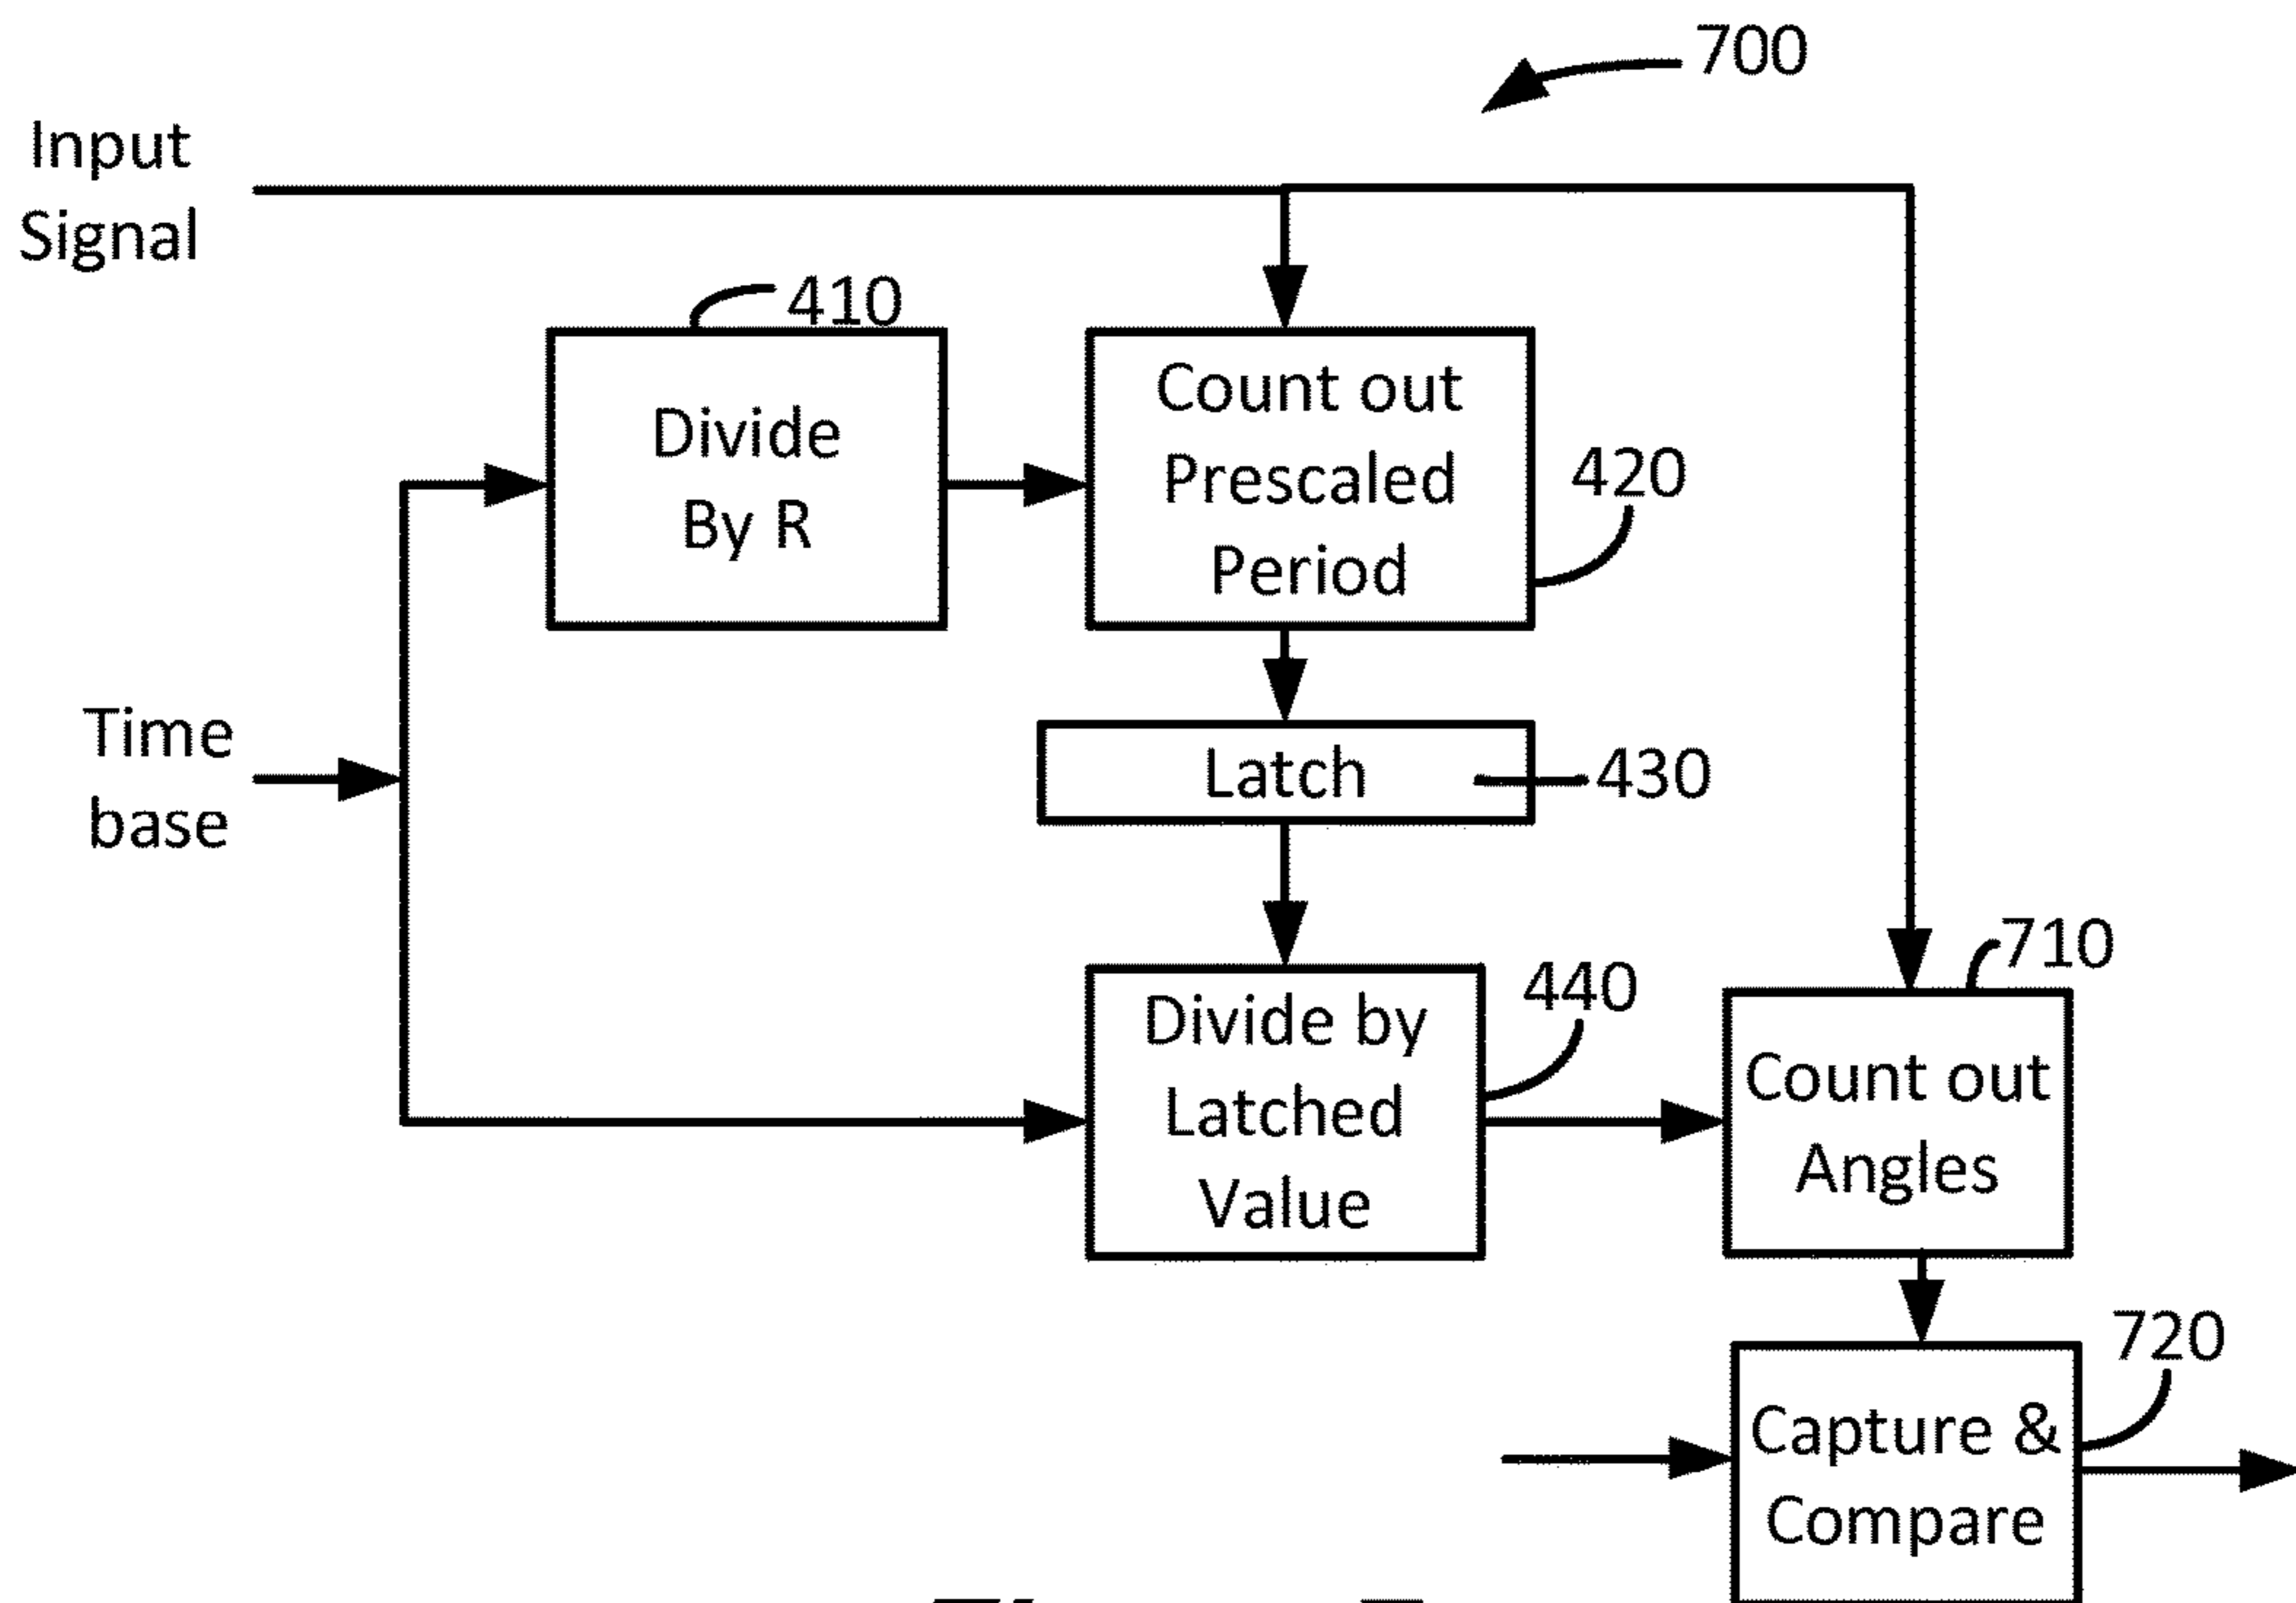 700
Input
Signal
410
Divide
By R
Count out
Prescaled
Period
420
Time
base
Latch
430
Divide by
Latched
Value
440
710
Count out
Angles
720
Capture &
Compare